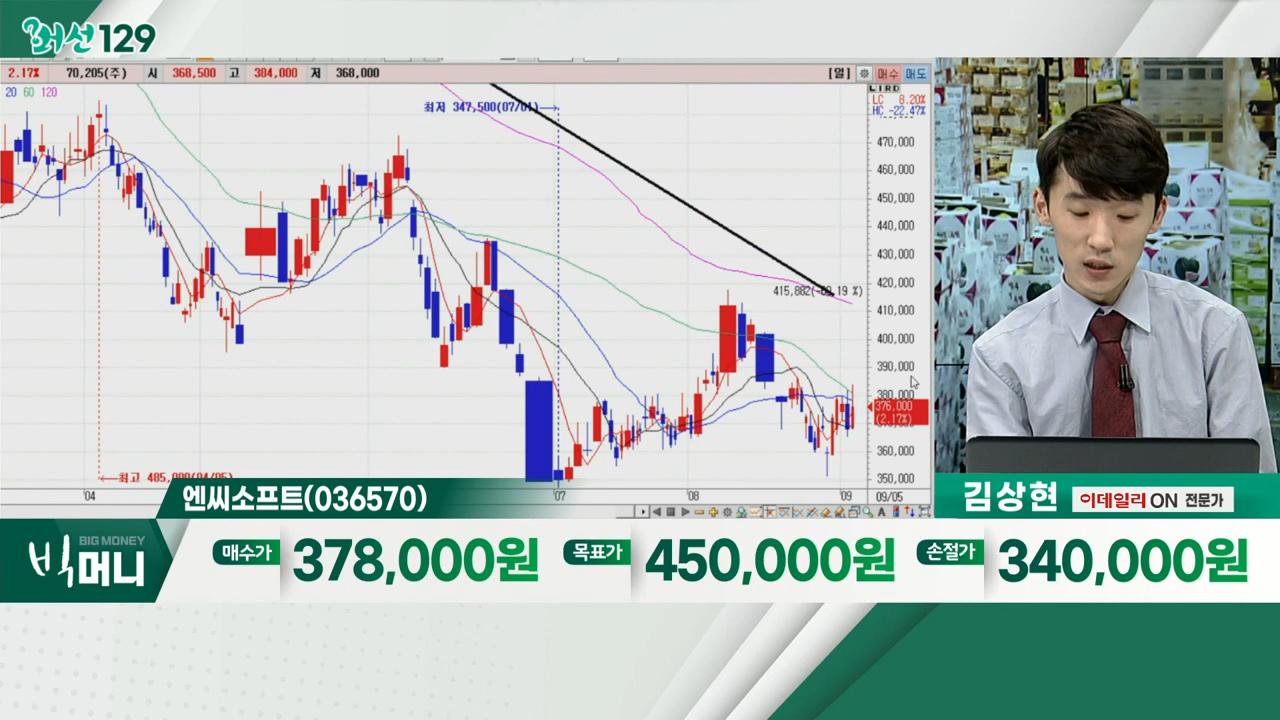 최선129
2.17% 70,205(주) 시 368,500 고 384,000 저 368,000 [일] 매수 매도
20 60 120
LIRD
LC 8.20%
HC -22.47%
최저 347,500(07/01)
470,000
460,000
450,000
440,000
430,000
420,000
415,882(
.19 %)
410,000
400,000
390,000
380,000
376,000
(2.17%)
360,000
350,000
최고 485,000(04/05)
'04
'07
'08
'09
09/05
엔씨소프트(036570)
김상현 이데일리ON 전문가
BIG MONEY
빅머니
매수가 378,000원 목표가 450,000원 손절가 340,000원